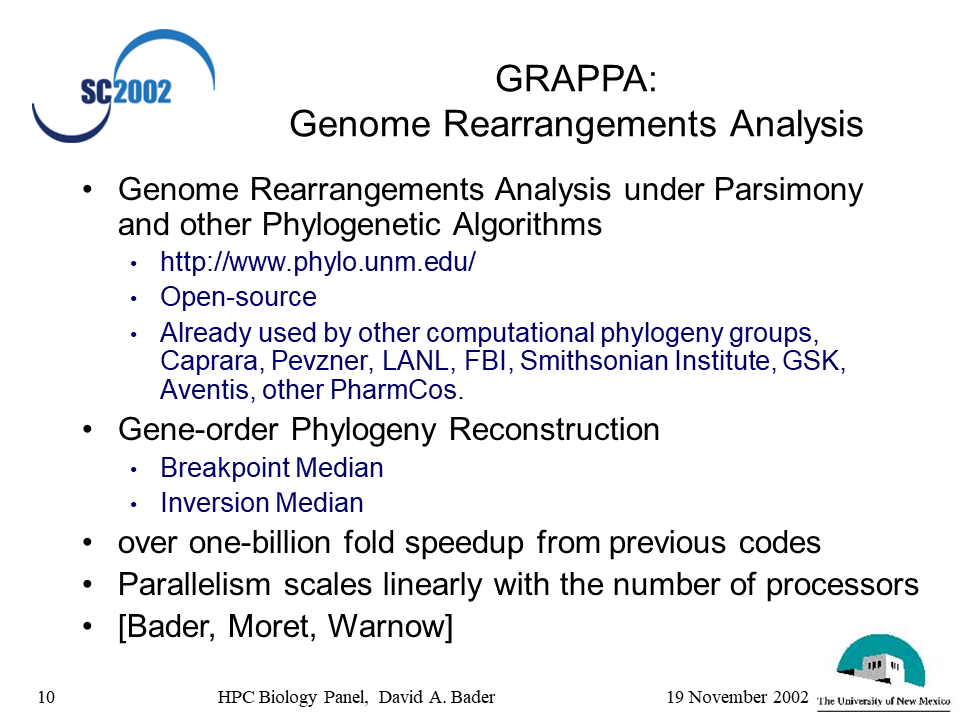 SC2002
GRAPPA:
Genome Rearrangements Analysis
• Genome Rearrangements Analysis under Parsimony
and other Phylogenetic Algorithms
• http://www.phylo.unm.edu/
• Open-source
• Already used by other computational phylogeny groups,
Caprara, Pevzner, LANL, FBI, Smithsonian Institute, GSK,
Aventis, other PharmCos.
• Gene-order Phylogeny Reconstruction
• Breakpoint Median
• Inversion Median
• over one-billion fold speedup from previous codes
• Parallelism scales linearly with the number of processors
• [Bader, Moret, Warnow]
10 HPC Biology Panel, David A. Bader 19 November 2002 The University of New Mexico